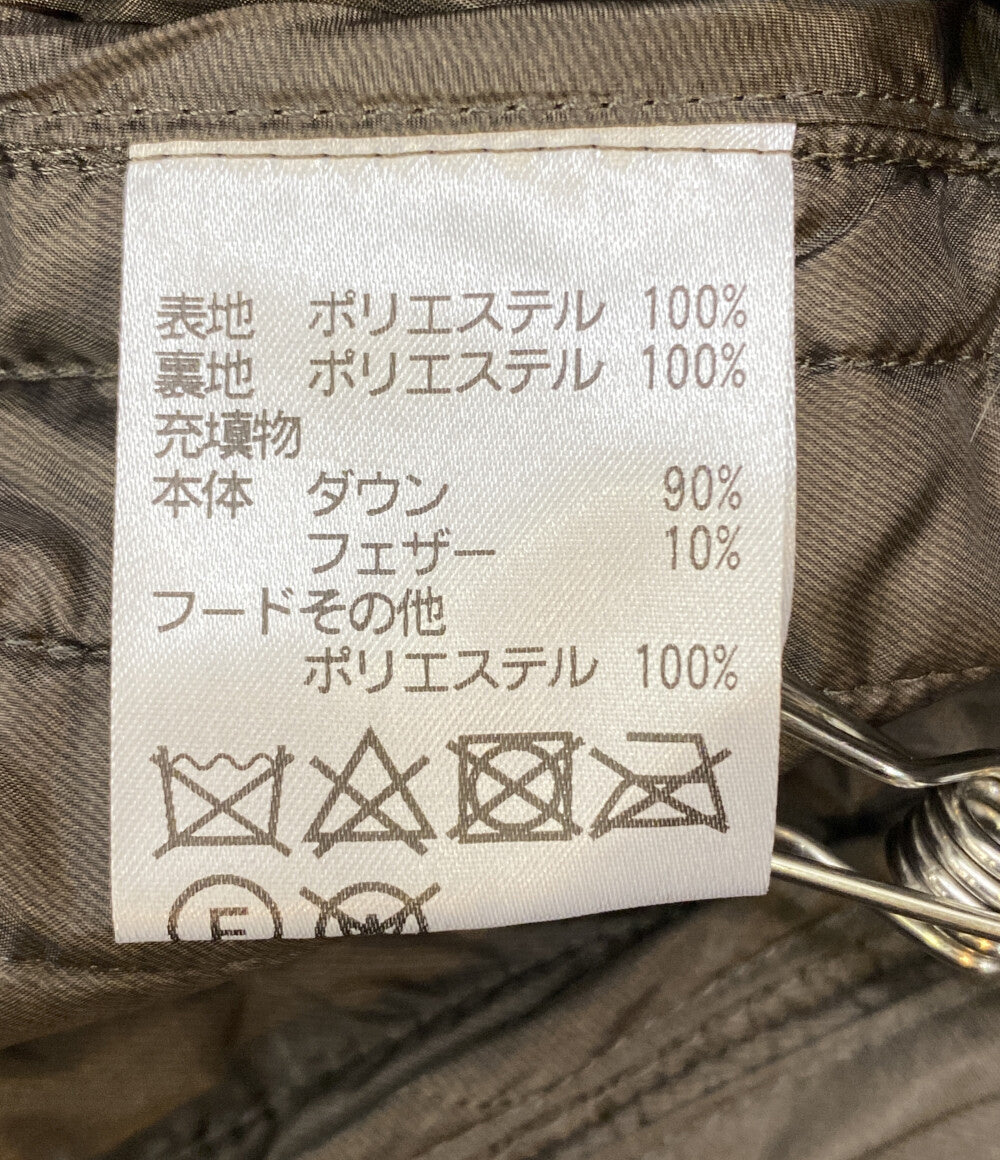 表地 ポリエステル 100%
裏地 ポリエステル 100%
充填物
本体 ダウン 90%
フェザー 10%
フードその他
ポリエステル 100%